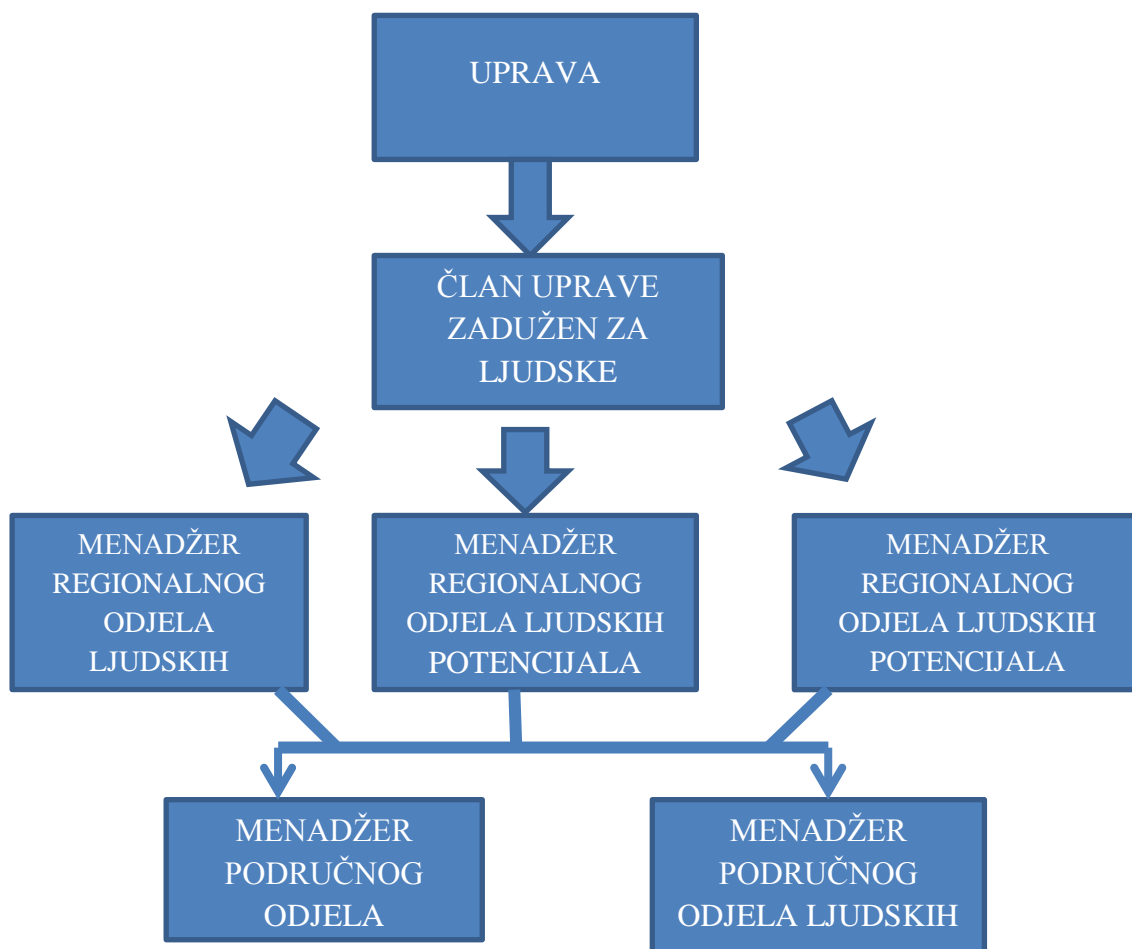 UPRAVA
ČLAN UPRAVE
ZADUŽEN ZA
LJUDSKE
MENADŽER
REGIONALNOG
ODJELA
LJUDSKIH
MENADŽER
REGIONALNOG
ODJELA LJUDSKIH
POTENCIJALA
MENADŽER
REGIONALNOG
ODJELA LJUDSKIH
POTENCIJALA
MENADŽER
PODRUČNOG
ODJELA
MENADŽER
PODRUČNOG
ODJELA LJUDSKIH